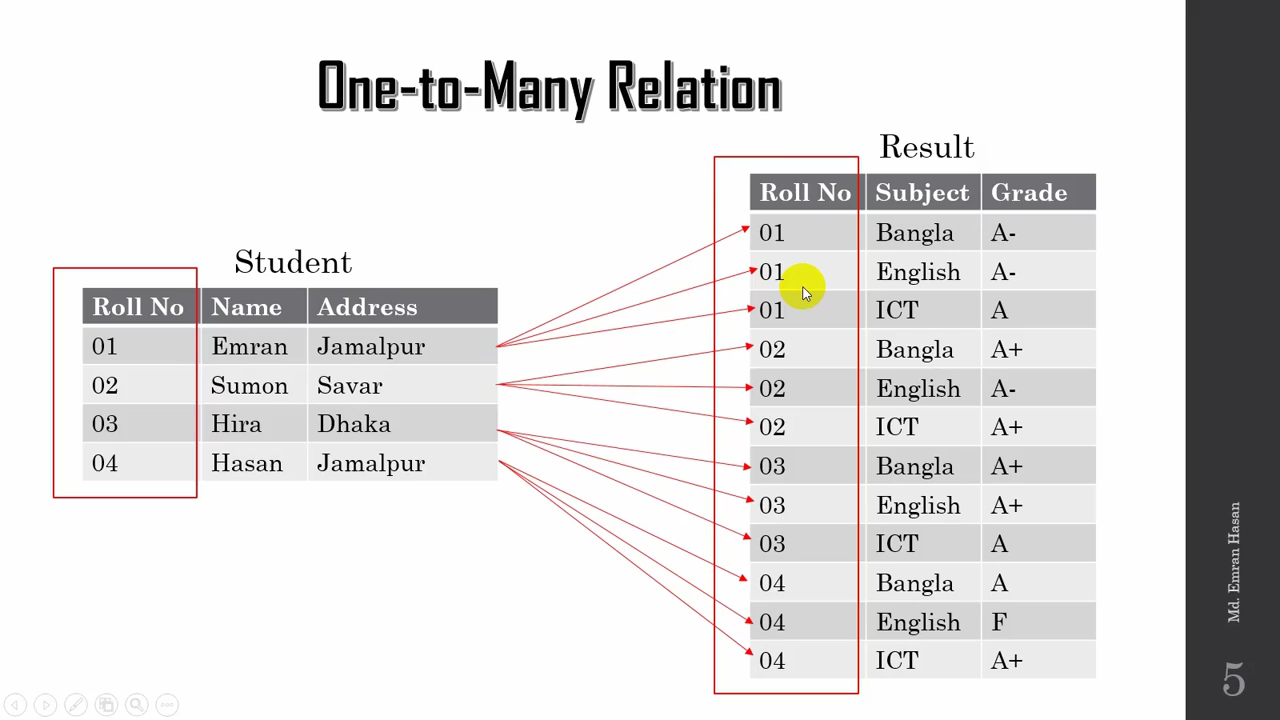 One-to-Many Relation
Student
Roll No Name Address
01 Emran Jamalpur
02 Sumon Savar
03 Hira Dhaka
04 Hasan Jamalpur
Result
Roll No Subject Grade
01 Bangla A-
01 English A-
01 ICT A
02 Bangla A+
02 English A-
02 ICT A+
03 Bangla A+
03 English A+
03 ICT A
04 Bangla A
04 English F
04 ICT A+
Md. Emran Hasan
5